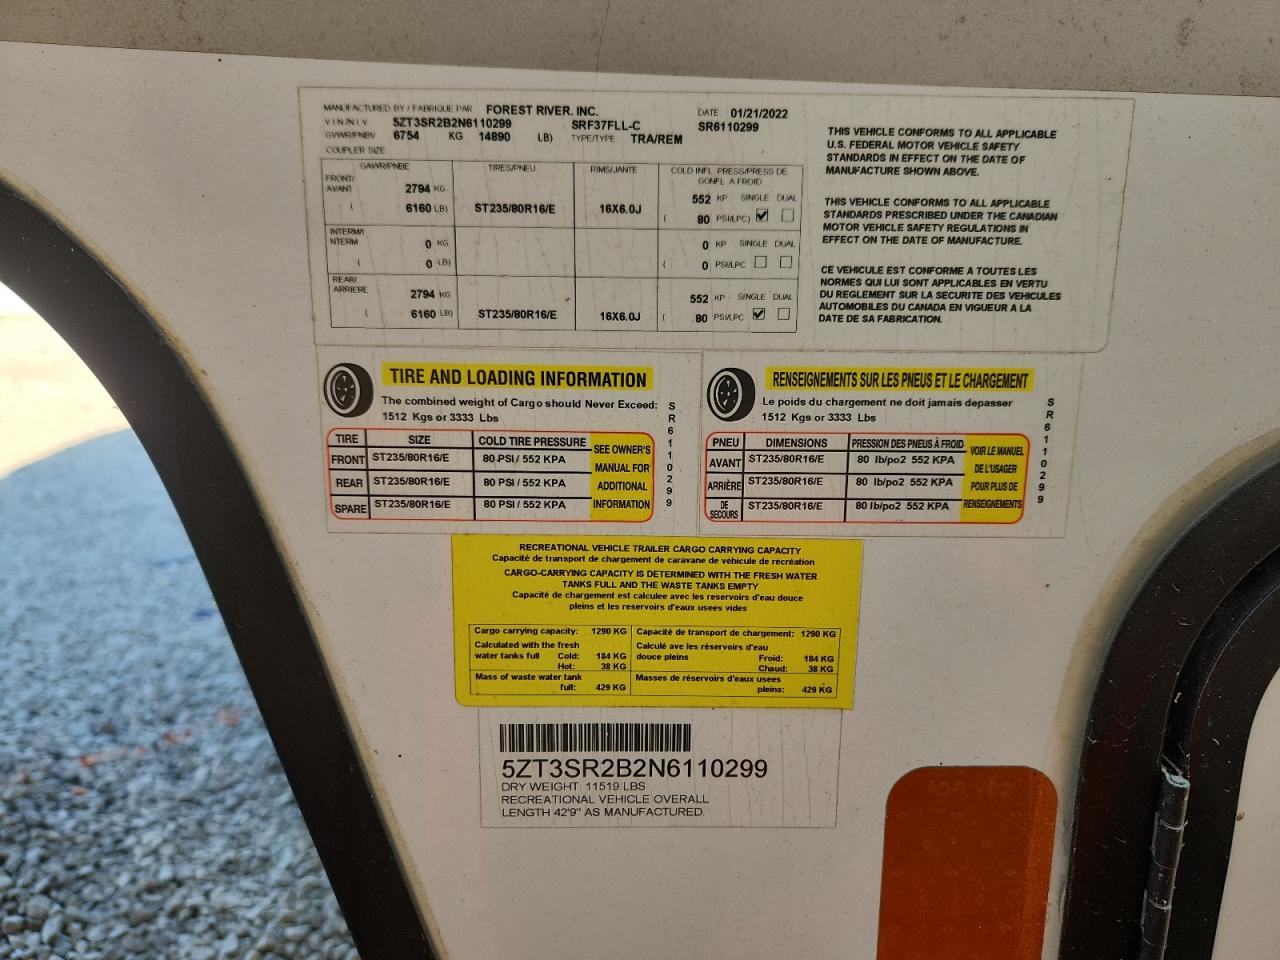 MANUFACTURED BY / FABRIQUE PAR FOREST RIVER, INC. DATE 01/21/2022
V I N / N I V 5ZT3SR2B2N6110299 SRF37FLL-C SR6110299
GVWR/PNBV 6754 KG 14890 LB) TYPE/TYPE TRA/REM
COUPLER SIZE
GAWR/PNBE TIRES/PNEU RIMS/JANTE COLD INFL PRESS/PRESS DE GONFL A FROID
FRONT/
AVANT 2794 KG 552 KP SINGLE DUAL
( 6160 LB) ST235/80R16/E 16X6.0J ( 80 PSI/LPC)
INTERM/I
NTERM 0 KG 0 KP SINGLE DUAL
( 0 LB) ( 0 PSI/LPC
REAR/
ARRIERE 2794 KG 552 KP SINGLE DUAL
( 6160 LB) ST235/80R16/E 16X6.0J ( 80 PSI/LPC
THIS VEHICLE CONFORMS TO ALL APPLICABLE
U.S. FEDERAL MOTOR VEHICLE SAFETY
STANDARDS IN EFFECT ON THE DATE OF
MANUFACTURE SHOWN ABOVE.
THIS VEHICLE CONFORMS TO ALL APPLICABLE
STANDARDS PRESCRIBED UNDER THE CANADIAN
MOTOR VEHICLE SAFETY REGULATIONS IN
EFFECT ON THE DATE OF MANUFACTURE.
CE VEHICULE EST CONFORME A TOUTES LES
NORMES QUI LUI SONT APPLICABLES EN VERTU
DU REGLEMENT SUR LA SECURITE DES VEHICULES
AUTOMOBILES DU CANADA EN VIGUEUR A LA
DATE DE SA FABRICATION.
TIRE AND LOADING INFORMATION
The combined weight of Cargo should Never Exceed:
1512 Kgs or 3333 Lbs
TIRE SIZE COLD TIRE PRESSURE
FRONT ST235/80R16/E 80 PSI / 552 KPA
REAR ST235/80R16/E 80 PSI / 552 KPA
SPARE ST235/80R16/E 80 PSI / 552 KPA
SEE OWNER'S
MANUAL FOR
ADDITIONAL
INFORMATION
SR6110299
RENSEIGNEMENTS SUR LES PNEUS ET LE CHARGEMENT
Le poids du chargement ne doit jamais depasser
1512 Kgs or 3333 Lbs
PNEU DIMENSIONS PRESSION DES PNEUS À FROID
AVANT ST235/80R16/E 80 lb/po2 552 KPA
ARRIÈRE ST235/80R16/E 80 lb/po2 552 KPA
DE SECOURS ST235/80R16/E 80 lb/po2 552 KPA
VOIR LE MANUEL
DE L'USAGER
POUR PLUS DE
RENSEIGNEMENTS
SR6110299
RECREATIONAL VEHICLE TRAILER CARGO CARRYING CAPACITY
Capacité de transport de chargement de caravane de véhicule de récréation
CARGO-CARRYING CAPACITY IS DETERMINED WITH THE FRESH WATER
TANKS FULL AND THE WASTE TANKS EMPTY
Capacité de chargement est calculee avec les reservoirs d'eau douce
pleins et les reservoirs d'eaux usees vides
Cargo carrying capacity: 1290 KG
Calculated with the fresh
water tanks full Cold: 184 KG
Hot: 38 KG
Mass of waste water tank
full: 429 KG
Capacité de transport de chargement: 1290 KG
Calculé ave les réservoirs d'eau
douce pleins Froid: 184 KG
Chaud: 38 KG
Masses de réservoirs d'eaux usees
pleins: 429 KG
5ZT3SR2B2N6110299
DRY WEIGHT: 11519 LBS
RECREATIONAL VEHICLE OVERALL
LENGTH 42'9" AS MANUFACTURED.